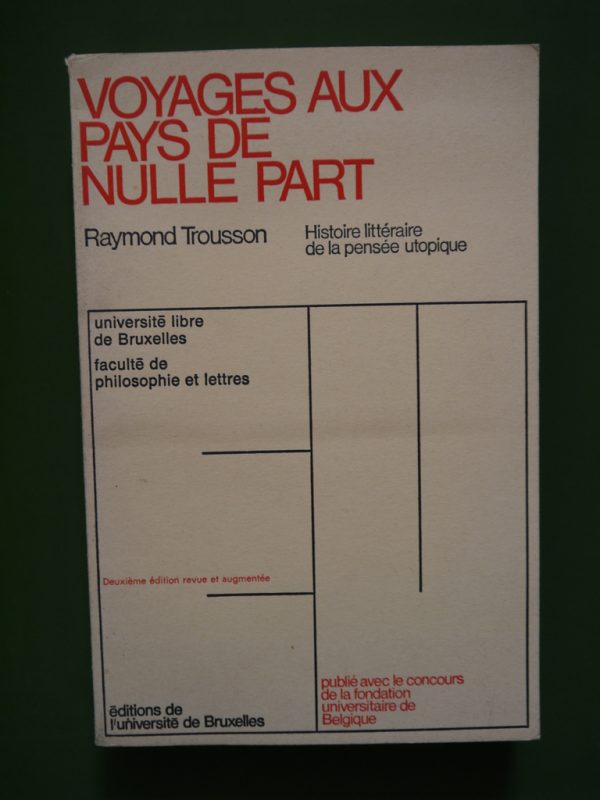 VOYAGES AUX
PAYS DE
NULLE PART
Raymond Trousson
Histoire littéraire
de la pensée utopique
université libre
de Bruxelles
faculté de
philosophie et lettres
Deuxième édition revue et augmentée
éditions de
l'université de Bruxelles
publié avec le concours
de la fondation
universitaire de
Belgique